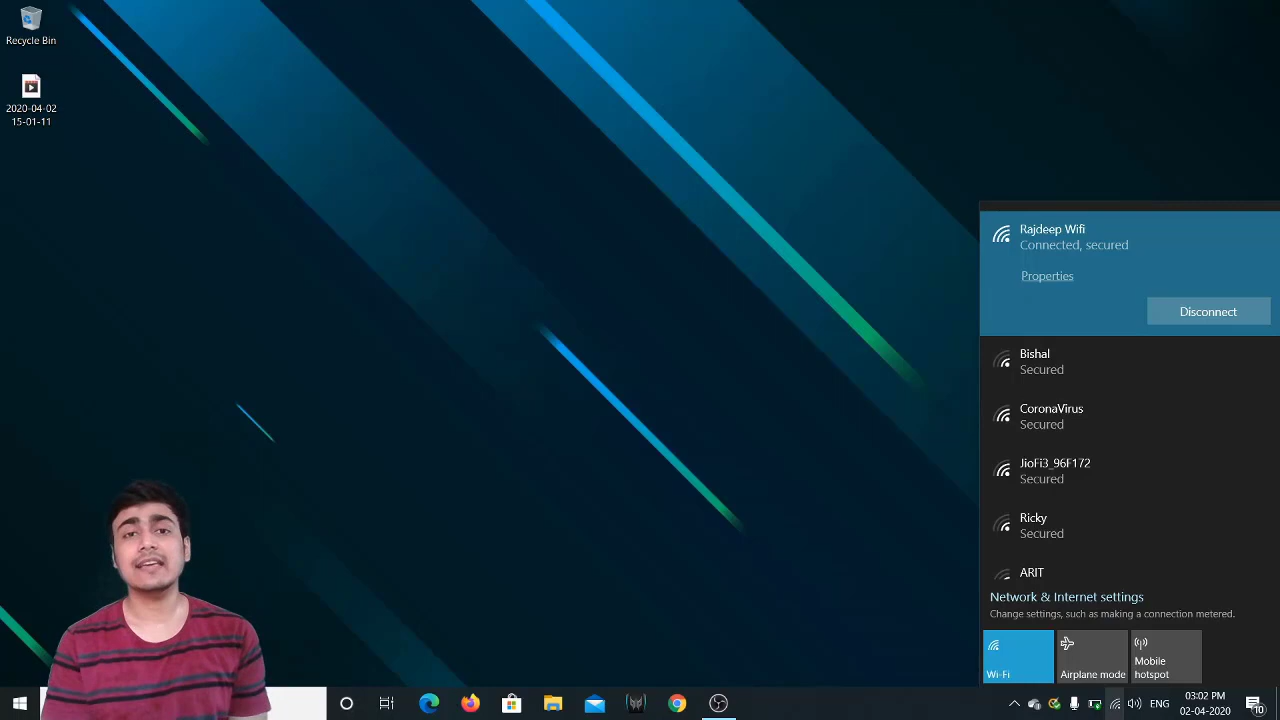 Recycle Bin
2020-04-02
15-01-11
Rajdeep Wifi
Connected, secured
Properties
Disconnect
Bishal
Secured
CoronaVirus
Secured
JioFi3_96F172
Secured
Ricky
Secured
ARIT
Network & Internet settings
Change settings, such as making a connection metered.
Wi-Fi
Airplane mode
Mobile
hotspot
ENG
03:02 PM
02-04-2020
10